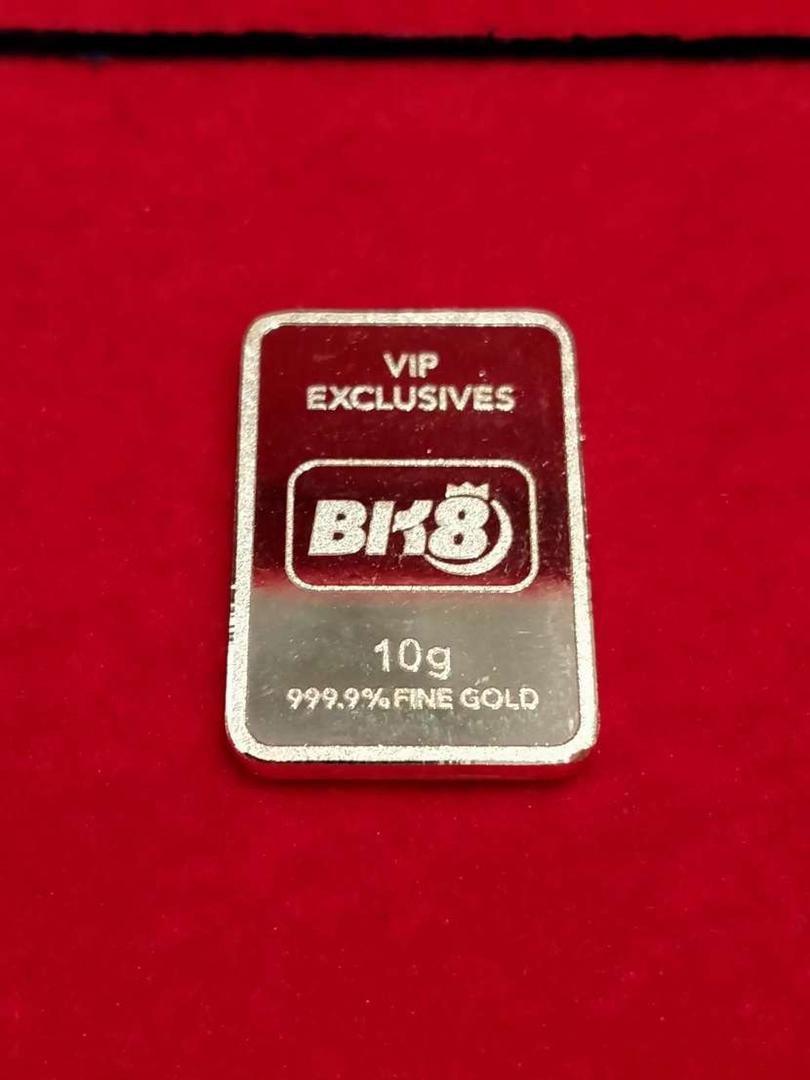 VIP
EXCLUSIVES
BK8
10g
999.9% FINE GOLD